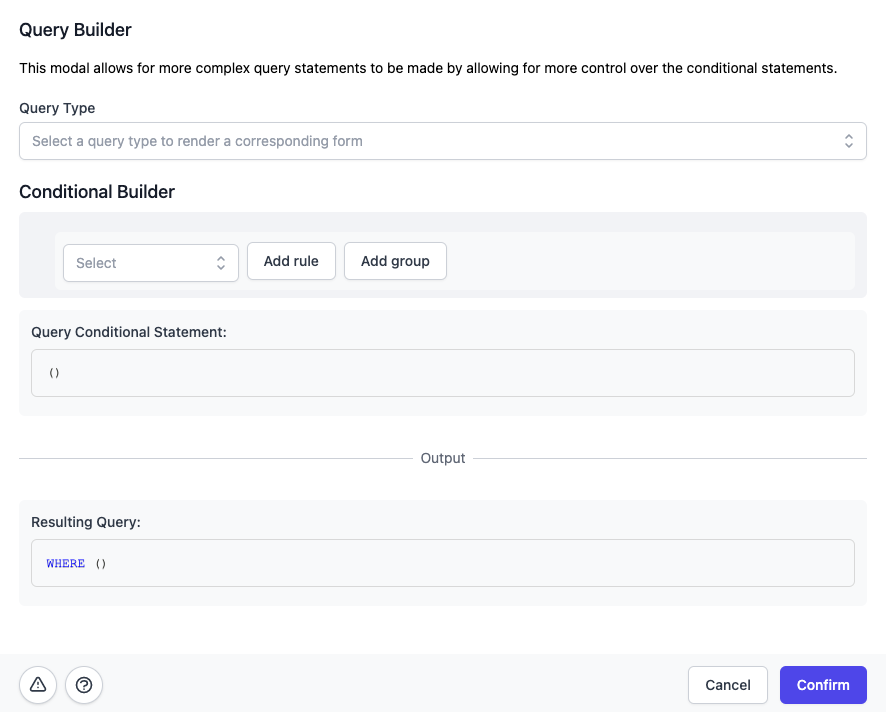 Query Builder
This modal allows for more complex query statements to be made by allowing for more control over the conditional statements.
Query Type
Select a query type to render a corresponding form
Conditional Builder
Select Add rule Add group
Query Conditional Statement:
()
Output
Resulting Query:
WHERE ()
Cancel Confirm